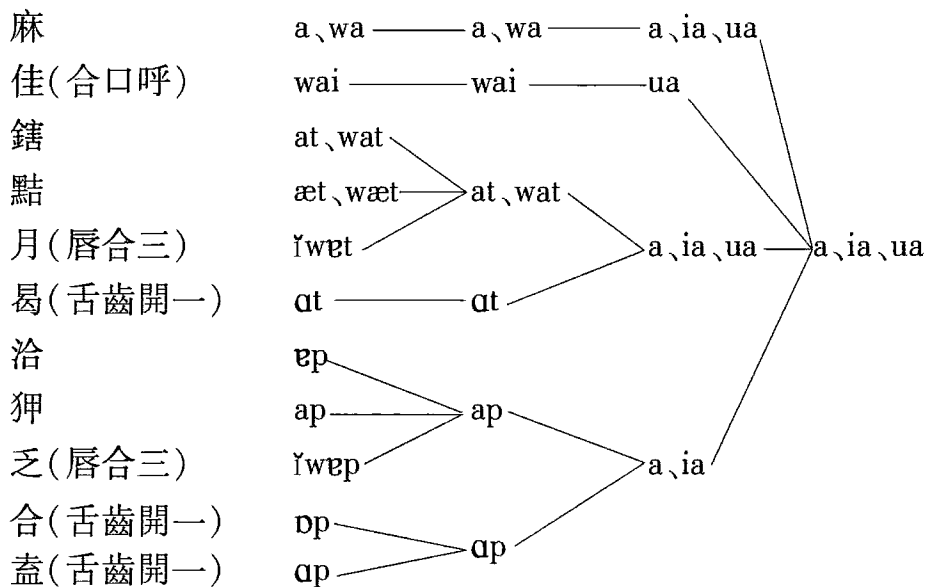 麻 a、wa a、wa a、ia、ua
佳(合口呼) wai wai ua
鎋 at、wat
黠 æt、wæt at、wat
月(唇合三) ĭwɐt a、ia、ua a、ia、ua
曷(舌齒開一) ɑt ɑt
洽 ɐp
狎 ap ap
乏(唇合三) ĭwɐp a、ia
合(舌齒開一) ɒp
盍(舌齒開一) ɑp ɑp